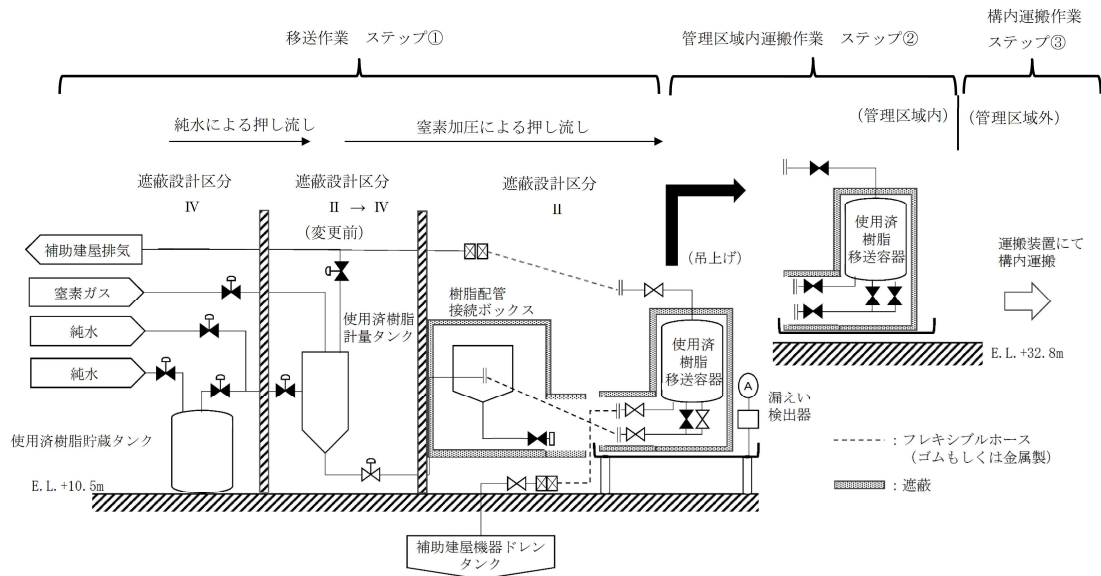 移送作業　ステップ①
管理区域内運搬作業　ステップ②
構内運搬作業
ステップ③
(管理区域内)
(管理区域外)
純水による押し流し
窒素加圧による押し流し
遮蔽設計区分
Ⅳ
遮蔽設計区分
Ⅱ → Ⅳ
(変更前)
遮蔽設計区分
Ⅱ
補助建屋排気
窒素ガス
純水
純水
使用済樹脂貯蔵タンク
E.L.+10.5m
使用済樹脂
計量タンク
樹脂配管
接続ボックス
(吊上げ)
使用済
樹脂
移送容器
使用済
樹脂
移送容器
運搬装置にて
構内運搬
E.L.+32.8m
A
漏えい
検出器
：フレキシブルホース
(ゴムもしくは金属製)
：遮蔽
補助建屋機器ドレン
タンク